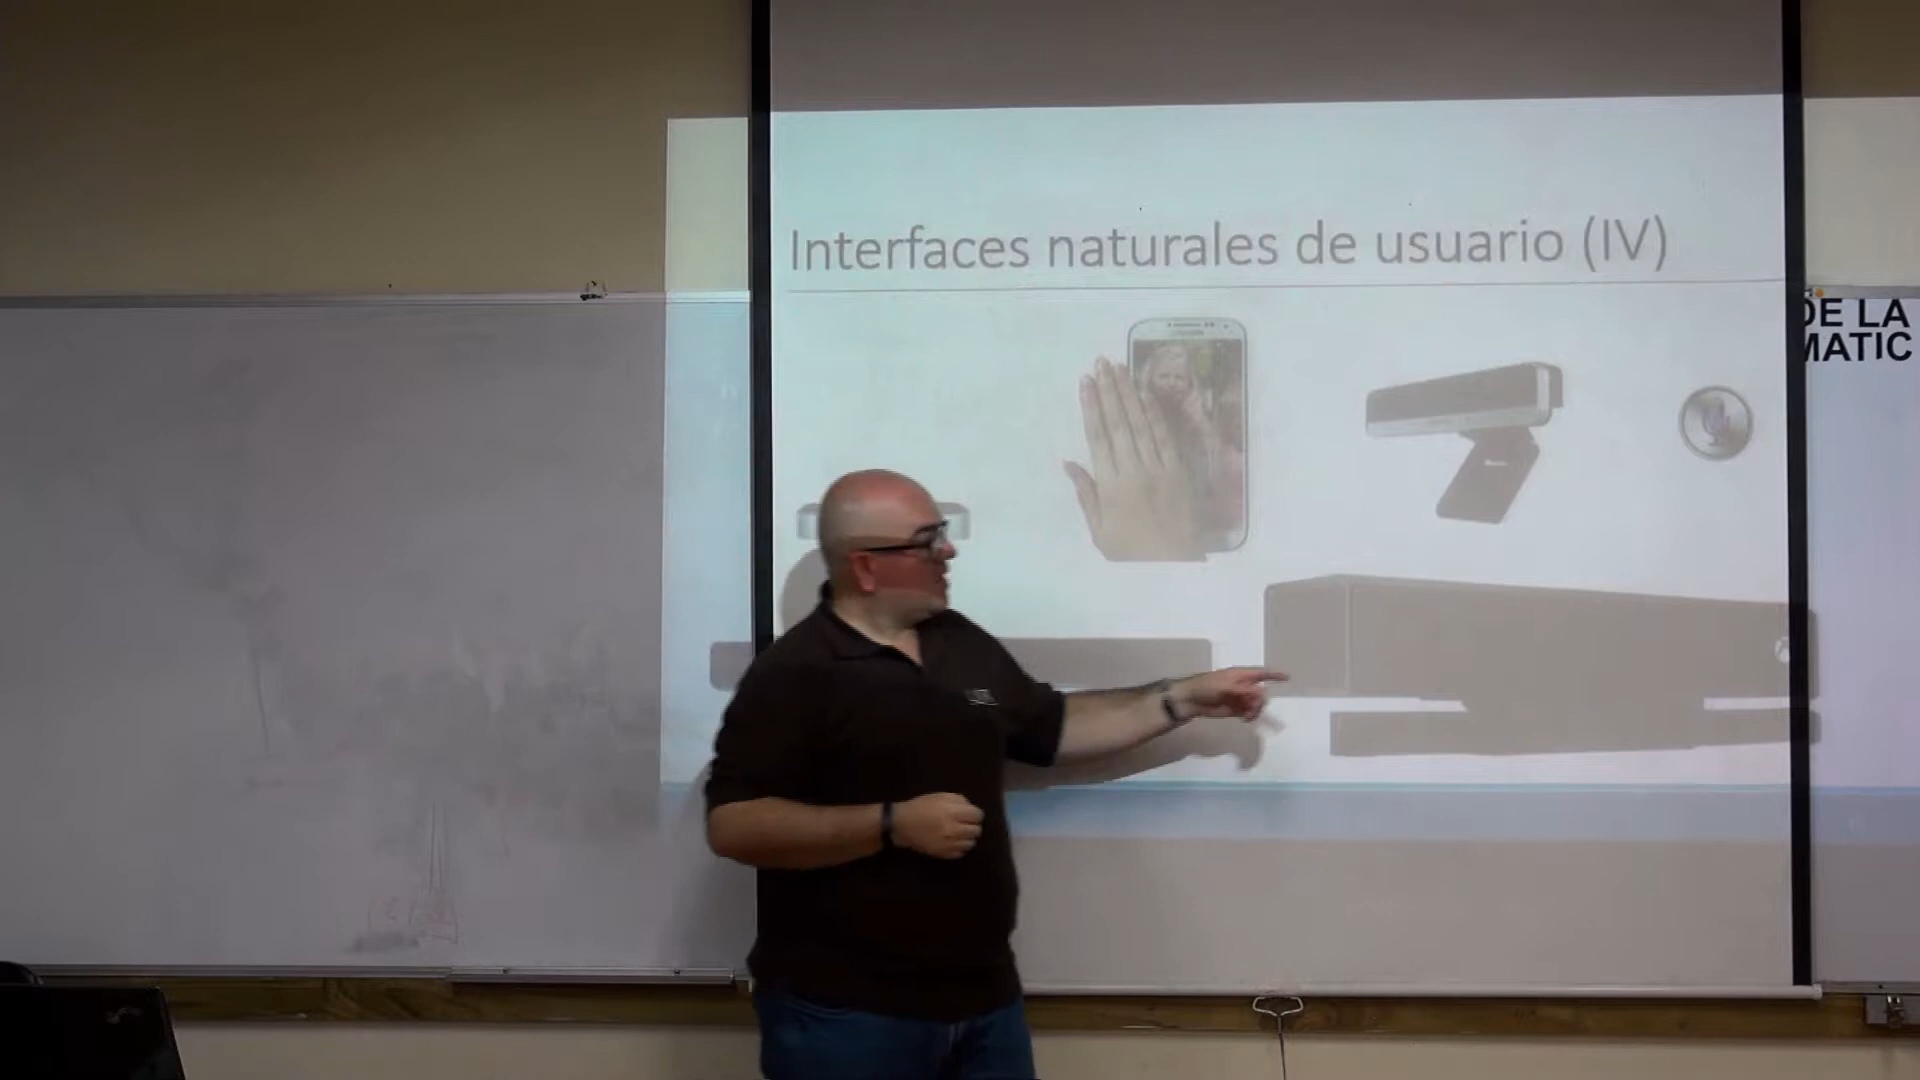 Interfaces naturales de usuario (IV)
DE LA
MATIC